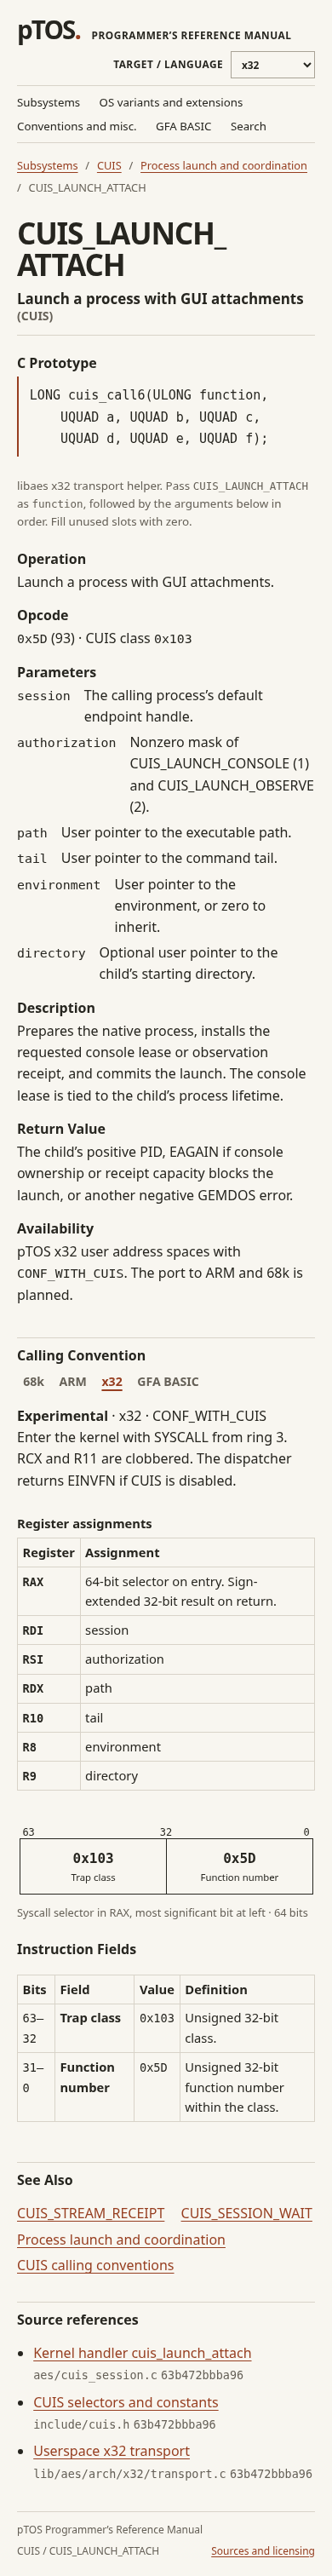 pTOS. PROGRAMMER’S REFERENCE MANUAL
TARGET / LANGUAGE x32
Subsystems OS variants and extensions
Conventions and misc. GFA BASIC Search
Subsystems / CUIS / Process launch and coordination
/ CUIS_LAUNCH_ATTACH
CUIS_LAUNCH_
ATTACH
Launch a process with GUI attachments
(CUIS)
C Prototype
LONG cuis_call6(ULONG function,
UQUAD a, UQUAD b, UQUAD c,
UQUAD d, UQUAD e, UQUAD f);
libaes x32 transport helper. Pass CUIS_LAUNCH_ATTACH
as function, followed by the arguments below in
order. Fill unused slots with zero.
Operation
Launch a process with GUI attachments.
Opcode
0x5D (93) · CUIS class 0x103
Parameters
session The calling process’s default
endpoint handle.
authorization Nonzero mask of
CUIS_LAUNCH_CONSOLE (1)
and CUIS_LAUNCH_OBSERVE
(2).
path User pointer to the executable path.
tail User pointer to the command tail.
environment User pointer to the
environment, or zero to
inherit.
directory Optional user pointer to the
child’s starting directory.
Description
Prepares the native process, installs the
requested console lease or observation
receipt, and commits the launch. The console
lease is tied to the child’s process lifetime.
Return Value
The child’s positive PID, EAGAIN if console
ownership or receipt capacity blocks the
launch, or another negative GEMDOS error.
Availability
pTOS x32 user address spaces with
CONF_WITH_CUIS. The port to ARM and 68k is
planned.
Calling Convention
68k ARM x32 GFA BASIC
Experimental · x32 · CONF_WITH_CUIS
Enter the kernel with SYSCALL from ring 3.
RCX and R11 are clobbered. The dispatcher
returns EINVFN if CUIS is disabled.
Register assignments
Register Assignment
RAX 64-bit selector on entry. Sign-
extended 32-bit result on return.
RDI session
RSI authorization
RDX path
R10 tail
R8 environment
R9 directory
63 32 0
0x103 0x5D
Trap class Function number
Syscall selector in RAX, most significant bit at left · 64 bits
Instruction Fields
Bits Field Value Definition
63– Trap class 0x103 Unsigned 32-bit
32 class.
31– Function 0x5D Unsigned 32-bit
0 number function number
within the class.
See Also
CUIS_STREAM_RECEIPT CUIS_SESSION_WAIT
Process launch and coordination
CUIS calling conventions
Source references
• Kernel handler cuis_launch_attach
aes/cuis_session.c 63b472bbba96
• CUIS selectors and constants
include/cuis.h 63b472bbba96
• Userspace x32 transport
lib/aes/arch/x32/transport.c 63b472bbba96
pTOS Programmer’s Reference Manual
CUIS / CUIS_LAUNCH_ATTACH Sources and licensing